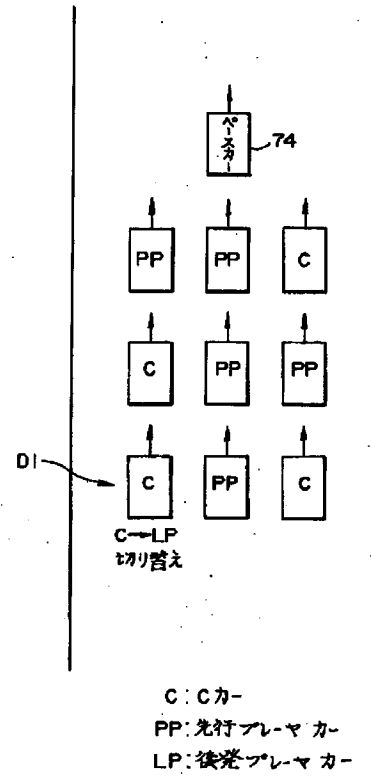 ペースカー
74
PP PP C
C PP PP
D1
C PP C
C→LP
切り替え
C:Cカー
PP:先行プレーヤカー
LP:後発プレーヤカー